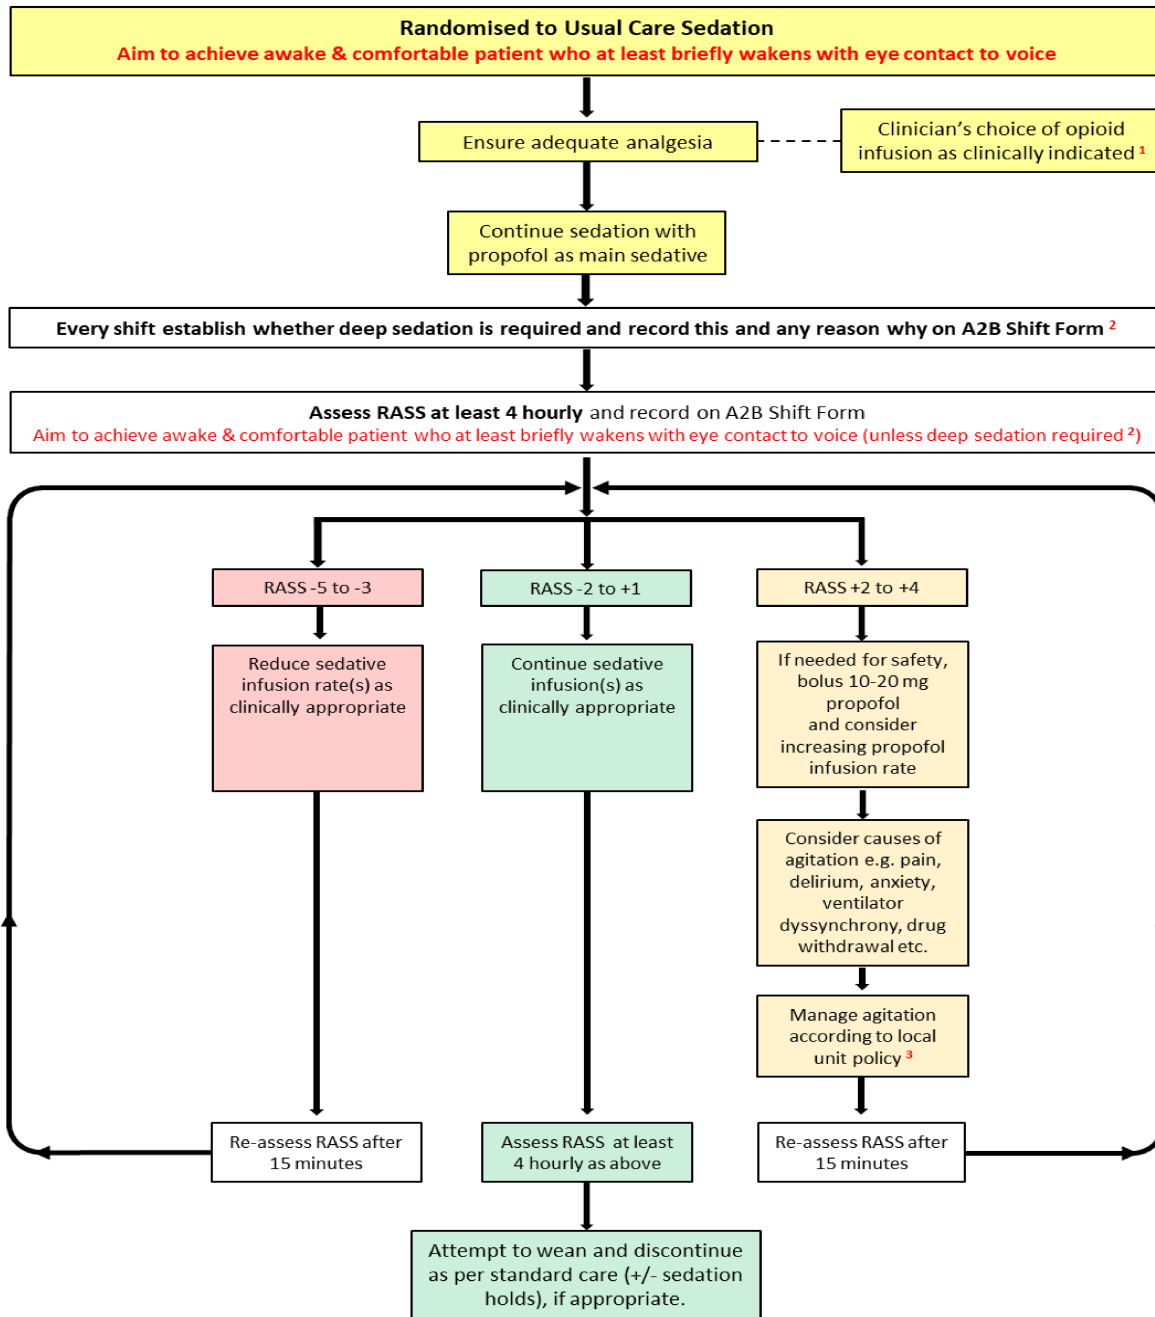 Randomised to Usual Care Sedation
Aim to achieve awake & comfortable patient who at least briefly wakens with eye contact to voice
Ensure adequate analgesia
Clinician's choice of opioid
infusion as clinically indicated 1
Continue sedation with
propofol as main sedative
Every shift establish whether deep sedation is required and record this and any reason why on A2B Shift Form 2
Assess RASS at least 4 hourly and record on A2B Shift Form
Aim to achieve awake & comfortable patient who at least briefly wakens with eye contact to voice (unless deep sedation required 2)
RASS -5 to -3
Reduce sedative
infusion rate(s) as
clinically appropriate
Re-assess RASS after
15 minutes
RASS -2 to +1
Continue sedative
infusion(s) as
clinically appropriate
Assess RASS at least
4 hourly as above
Attempt to wean and discontinue
as per standard care (+/- sedation
holds), if appropriate.
RASS +2 to +4
If needed for safety,
bolus 10-20 mg
propofol
and consider
increasing propofol
infusion rate
Consider causes of
agitation e.g. pain,
delirium, anxiety,
ventilator
dyssynchrony, drug
withdrawal etc.
Manage agitation
according to local
unit policy 3
Re-assess RASS after
15 minutes